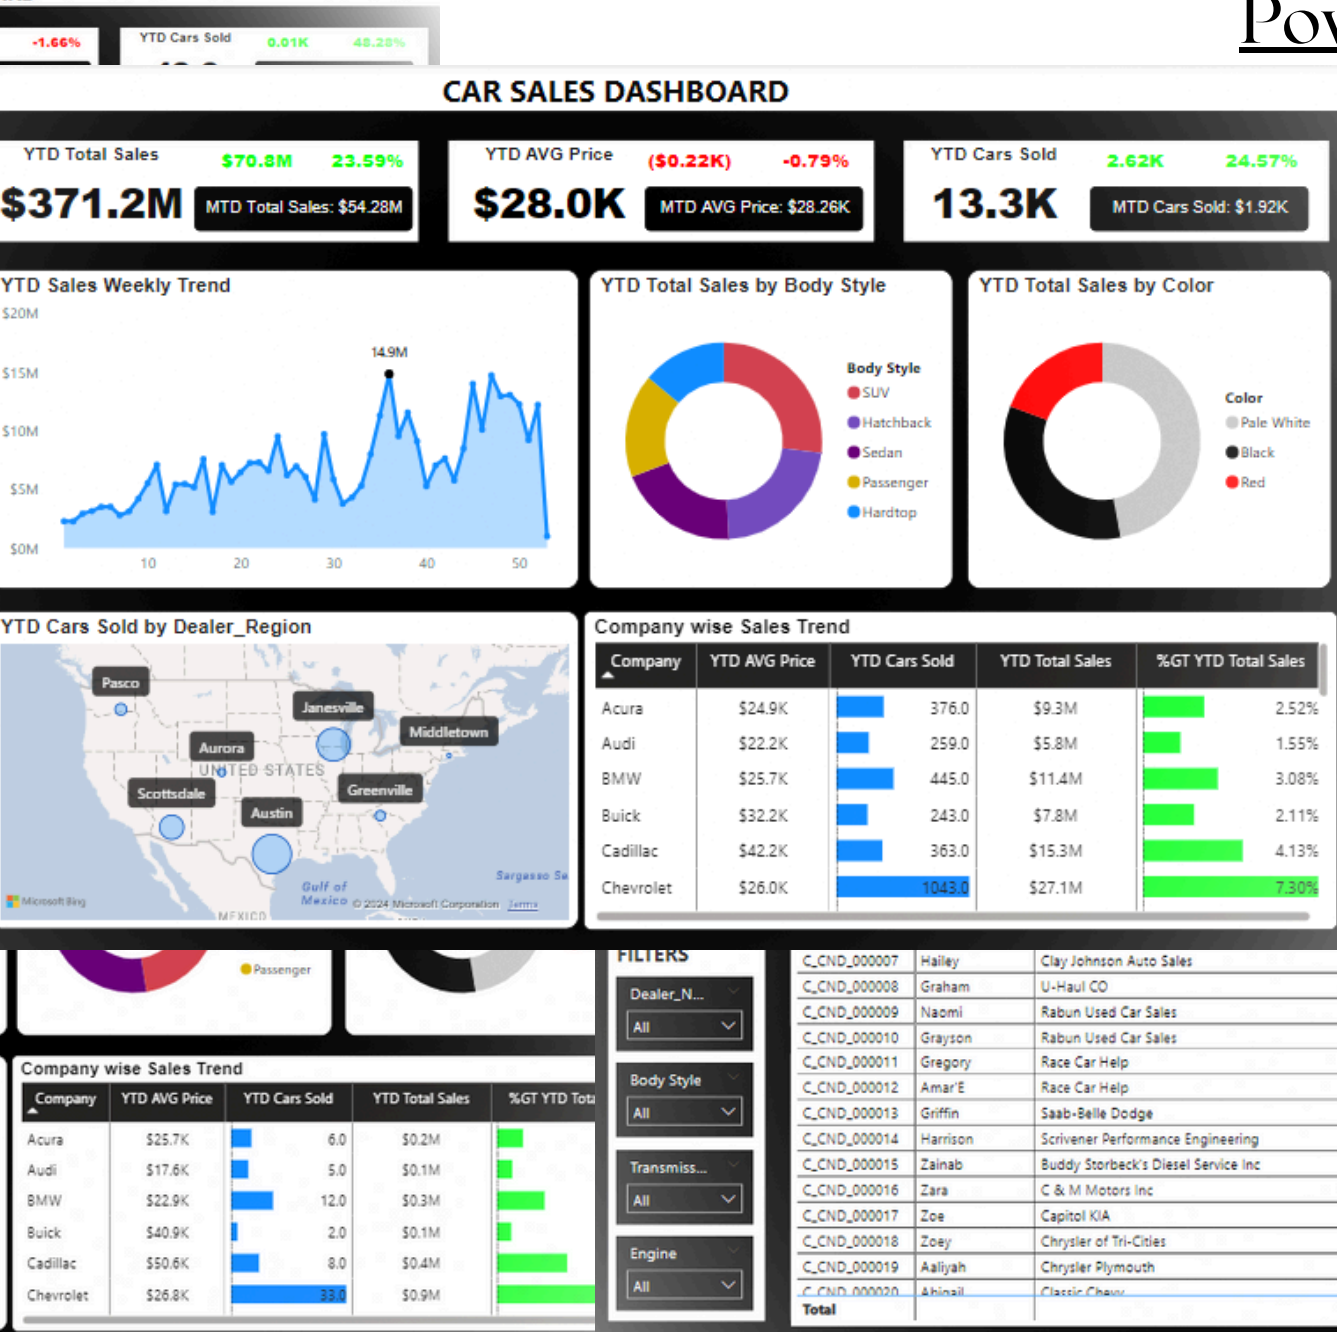 Pow
-1.66%
YTD Cars Sold 0.01K 48.28%
CAR SALES DASHBOARD
YTD Total Sales $70.8M 23.59%
$371.2M MTD Total Sales: $54.28M
YTD AVG Price ($0.22K) -0.79%
$28.0K MTD AVG Price: $28.26K
YTD Cars Sold 2.62K 24.57%
13.3K MTD Cars Sold: $1.92K
YTD Sales Weekly Trend
$20M
$15M
$10M
$5M
$0M
14.9M
10 20 30 40 50
YTD Total Sales by Body Style
Body Style
SUV
Hatchback
Sedan
Passenger
Hardtop
YTD Total Sales by Color
Color
Pale White
Black
Red
YTD Cars Sold by Dealer_Region
Pasco
Janesville
Middletown
Aurora
UNITED STATES
Scottsdale
Greenville
Austin
Gulf of
Mexico
Sargasso Se
Microsoft Bing
© 2024 Microsoft Corporation Terms
MEXICO
Company wise Sales Trend
Company YTD AVG Price YTD Cars Sold YTD Total Sales %GT YTD Total Sales
Acura $24.9K 376.0 $9.3M 2.52%
Audi $22.2K 259.0 $5.8M 1.55%
BMW $25.7K 445.0 $11.4M 3.08%
Buick $32.2K 243.0 $7.8M 2.11%
Cadillac $42.2K 363.0 $15.3M 4.13%
Chevrolet $26.0K 1043.0 $27.1M 7.30%
Passenger
Company wise Sales Trend
Company YTD AVG Price YTD Cars Sold YTD Total Sales %GT YTD Tota
Acura $25.7K 6.0 $0.2M
Audi $17.6K 5.0 $0.1M
BMW $22.9K 12.0 $0.3M
Buick $40.9K 2.0 $0.1M
Cadillac $50.6K 8.0 $0.4M
Chevrolet $26.8K 33.0 $0.9M
FILTERS
Dealer_N...
All
Body Style
All
Transmiss...
All
Engine
All
C_CND_000007 Hailey Clay Johnson Auto Sales
C_CND_000008 Graham U-Haul CO
C_CND_000009 Naomi Rabun Used Car Sales
C_CND_000010 Grayson Rabun Used Car Sales
C_CND_000011 Gregory Race Car Help
C_CND_000012 Amar'E Race Car Help
C_CND_000013 Griffin Saab-Belle Dodge
C_CND_000014 Harrison Scrivener Performance Engineering
C_CND_000015 Zainab Buddy Storbeck's Diesel Service Inc
C_CND_000016 Zara C & M Motors Inc
C_CND_000017 Zoe Capitol KIA
C_CND_000018 Zoey Chrysler of Tri-Cities
C_CND_000019 Aaliyah Chrysler Plymouth
C_CND_000020 Abigail Classic Chevy
Total